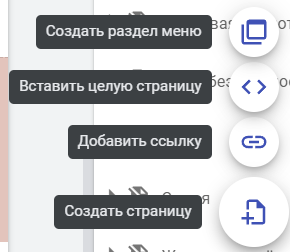 Создать раздел меню
Вставить целую страницу
Добавить ссылку
Создать страницу